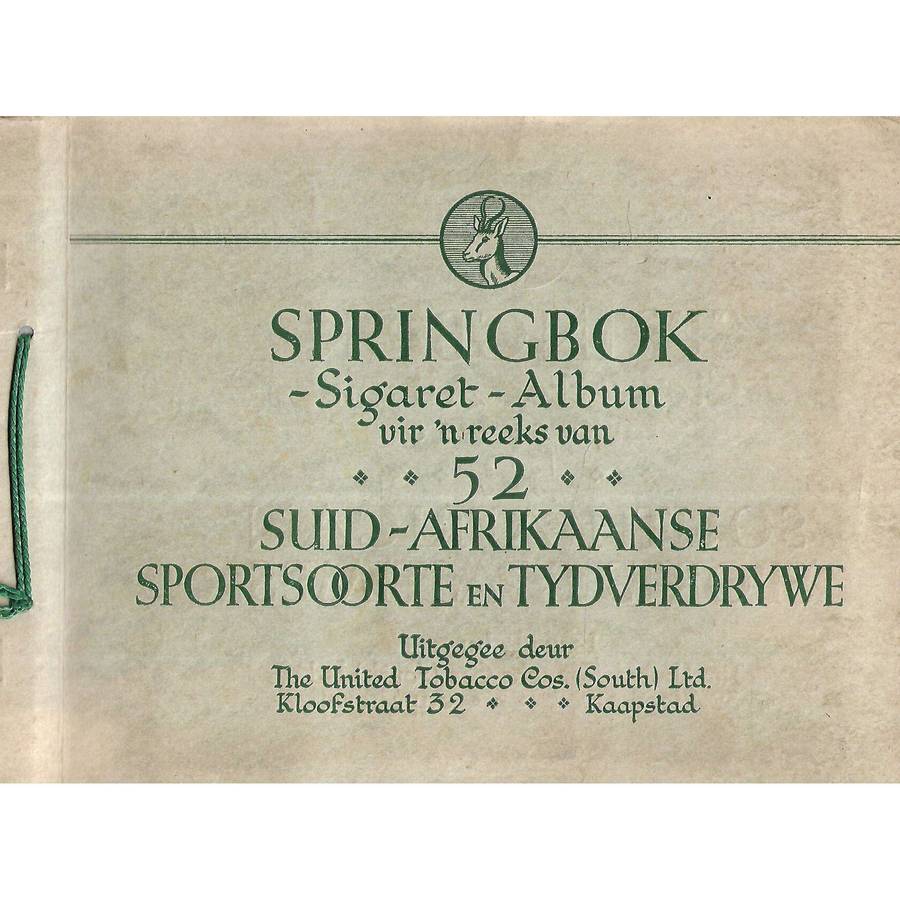 SPRINGBOK
-Sigaret-Album
vir 'n reeks van
52
SUID-AFRIKAANSE
SPORTSOORTE EN TYDVERDRYWE
Uitgegee deur
The United Tobacco Cos. (South) Ltd.
Kloofstraat 32 Kaapstad